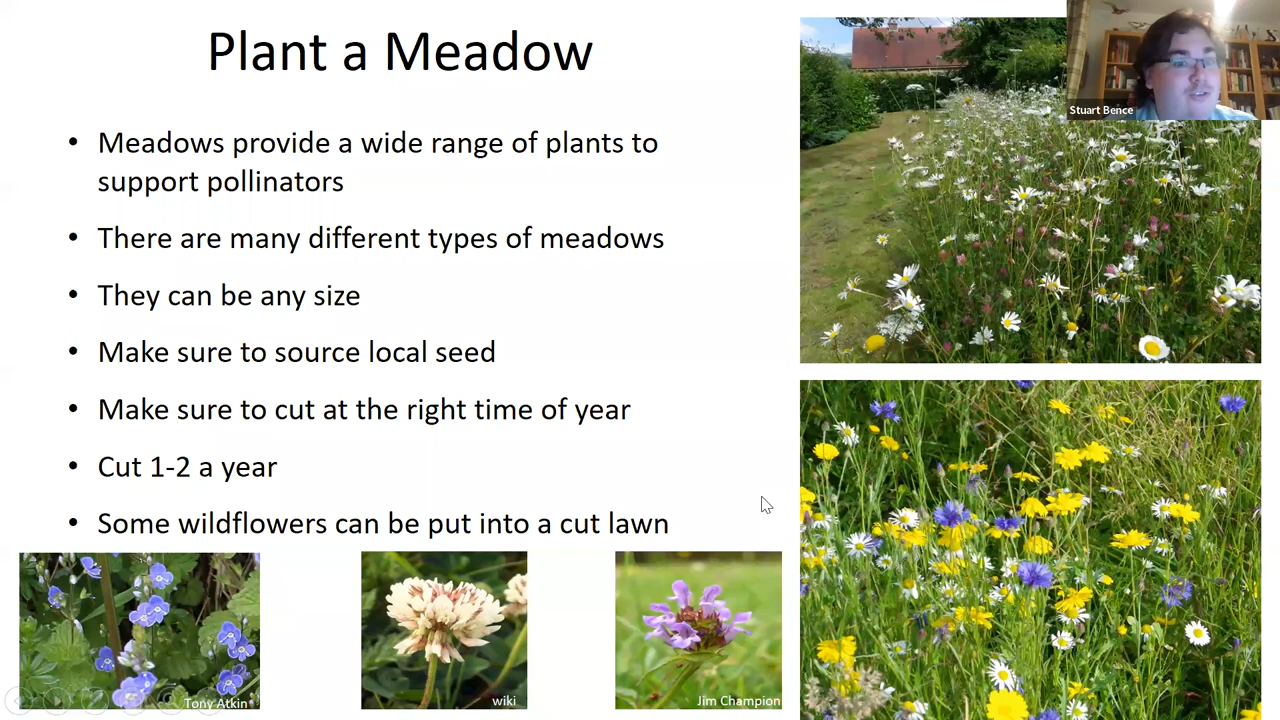 Plant a Meadow
Stuart Bence
• Meadows provide a wide range of plants to
support pollinators
• There are many different types of meadows
• They can be any size
• Make sure to source local seed
• Make sure to cut at the right time of year
• Cut 1-2 a year
• Some wildflowers can be put into a cut lawn
Tony Atkin
wiki
Jim Champion